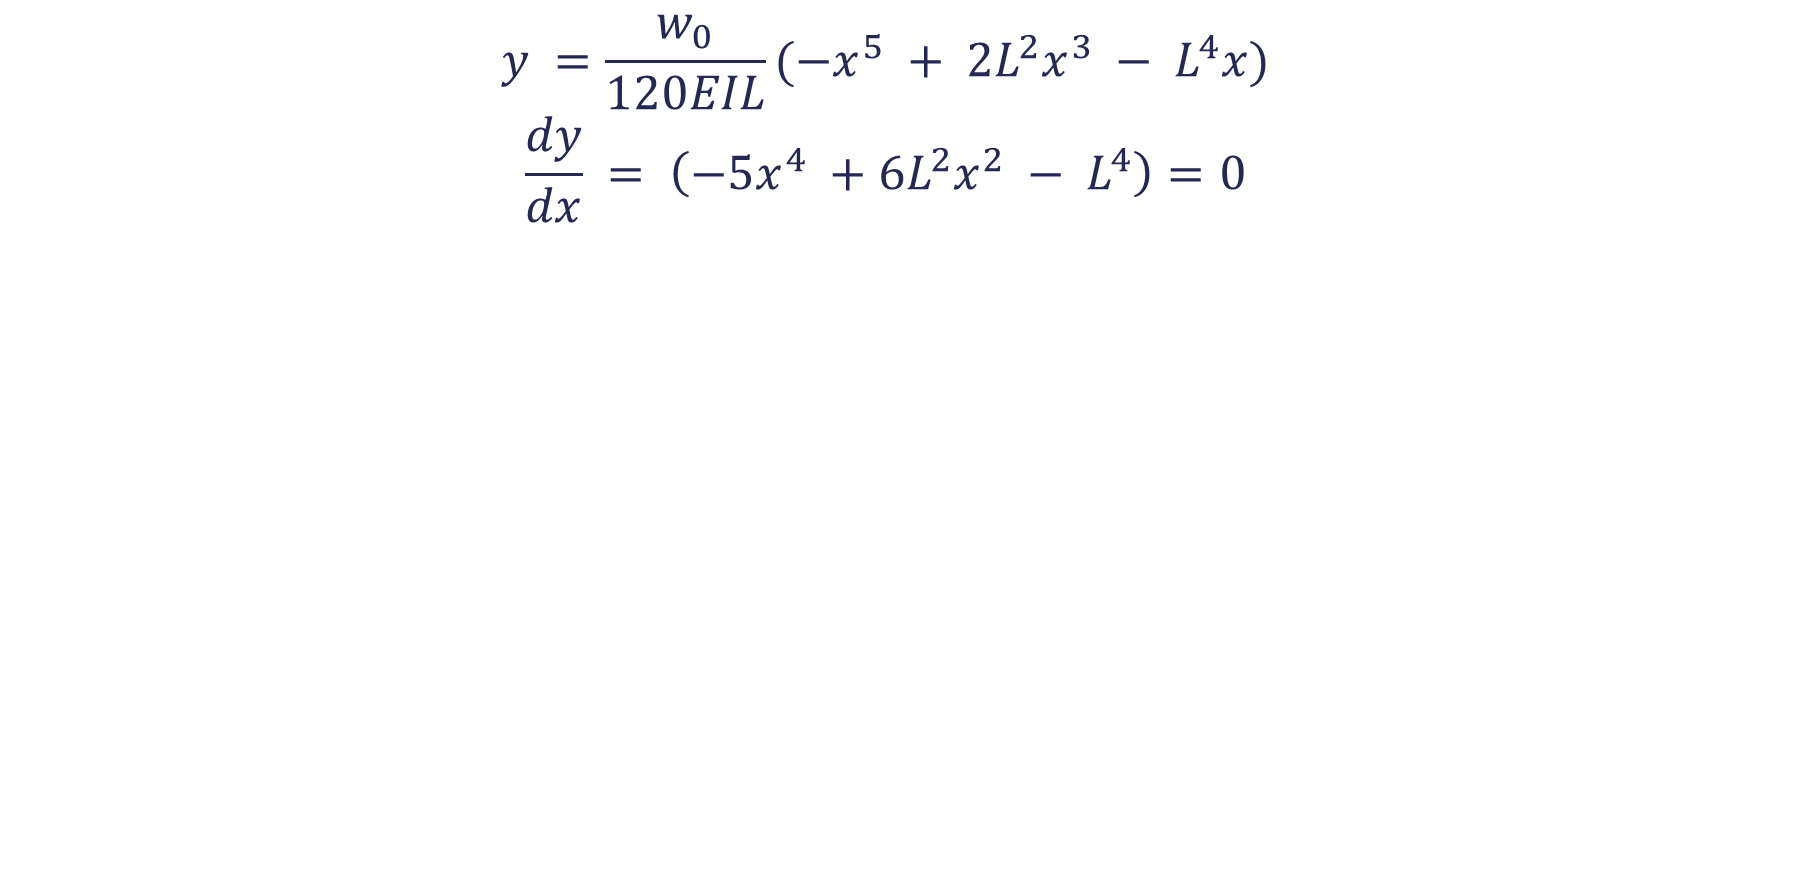 y = w₀/120EIL (−x⁵ + 2L²x³ − L⁴x)
dy/dx = (−5x⁴ + 6L²x² − L⁴) = 0